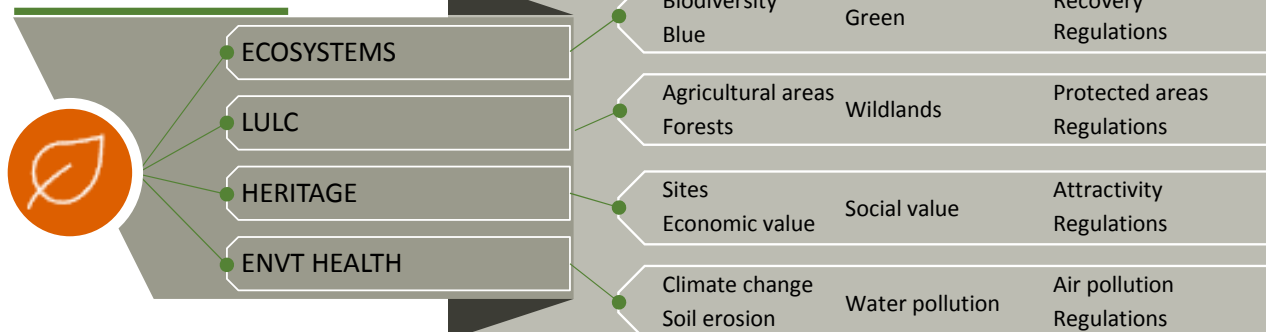 ECOSYSTEMS
LULC
HERITAGE
ENVT HEALTH
Biodiversity
Blue
Green
Recovery
Regulations
Agricultural areas
Forests
Wildlands
Protected areas
Regulations
Sites
Economic value
Social value
Attractivity
Regulations
Climate change
Soil erosion
Water pollution
Air pollution
Regulations